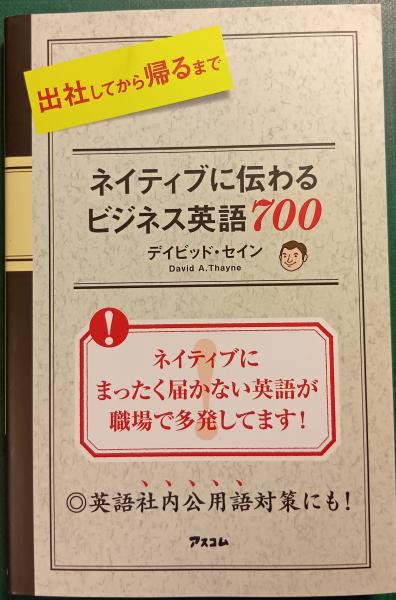 出社してから帰るまで
ネイティブに伝わる
ビジネス英語700
デイビッド・セイン
David A.Thayne
!
ネイティブに
まったく届かない英語が
職場で多発してます!
◎英語社内公用語対策にも!
アスコム